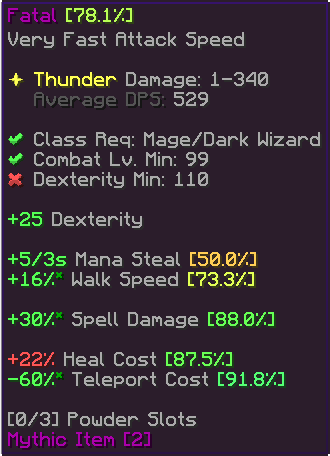 Fatal [78.1%]
Very Fast Attack Speed
✦ Thunder Damage: 1-340
Average DPS: 529
✔ Class Req: Mage/Dark Wizard
✔ Combat Lv. Min: 99
✖ Dexterity Min: 110
+25 Dexterity
+5/3s Mana Steal [50.0%]
+16%* Walk Speed [73.3%]
+30%* Spell Damage [88.0%]
+22% Heal Cost [87.5%]
-60%* Teleport Cost [91.8%]
[0/3] Powder Slots
Mythic Item [2]